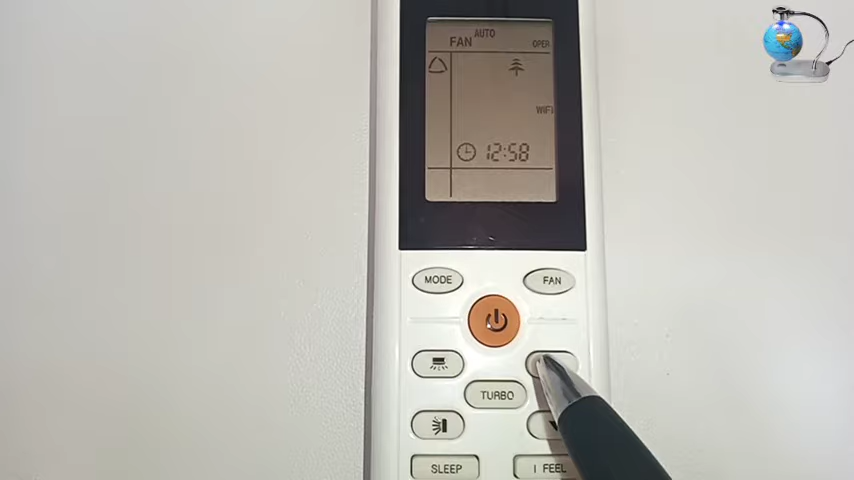 AUTO
FAN
OPER
WiFi
12:58
MODE
FAN
TURBO
SLEEP
I FEEL